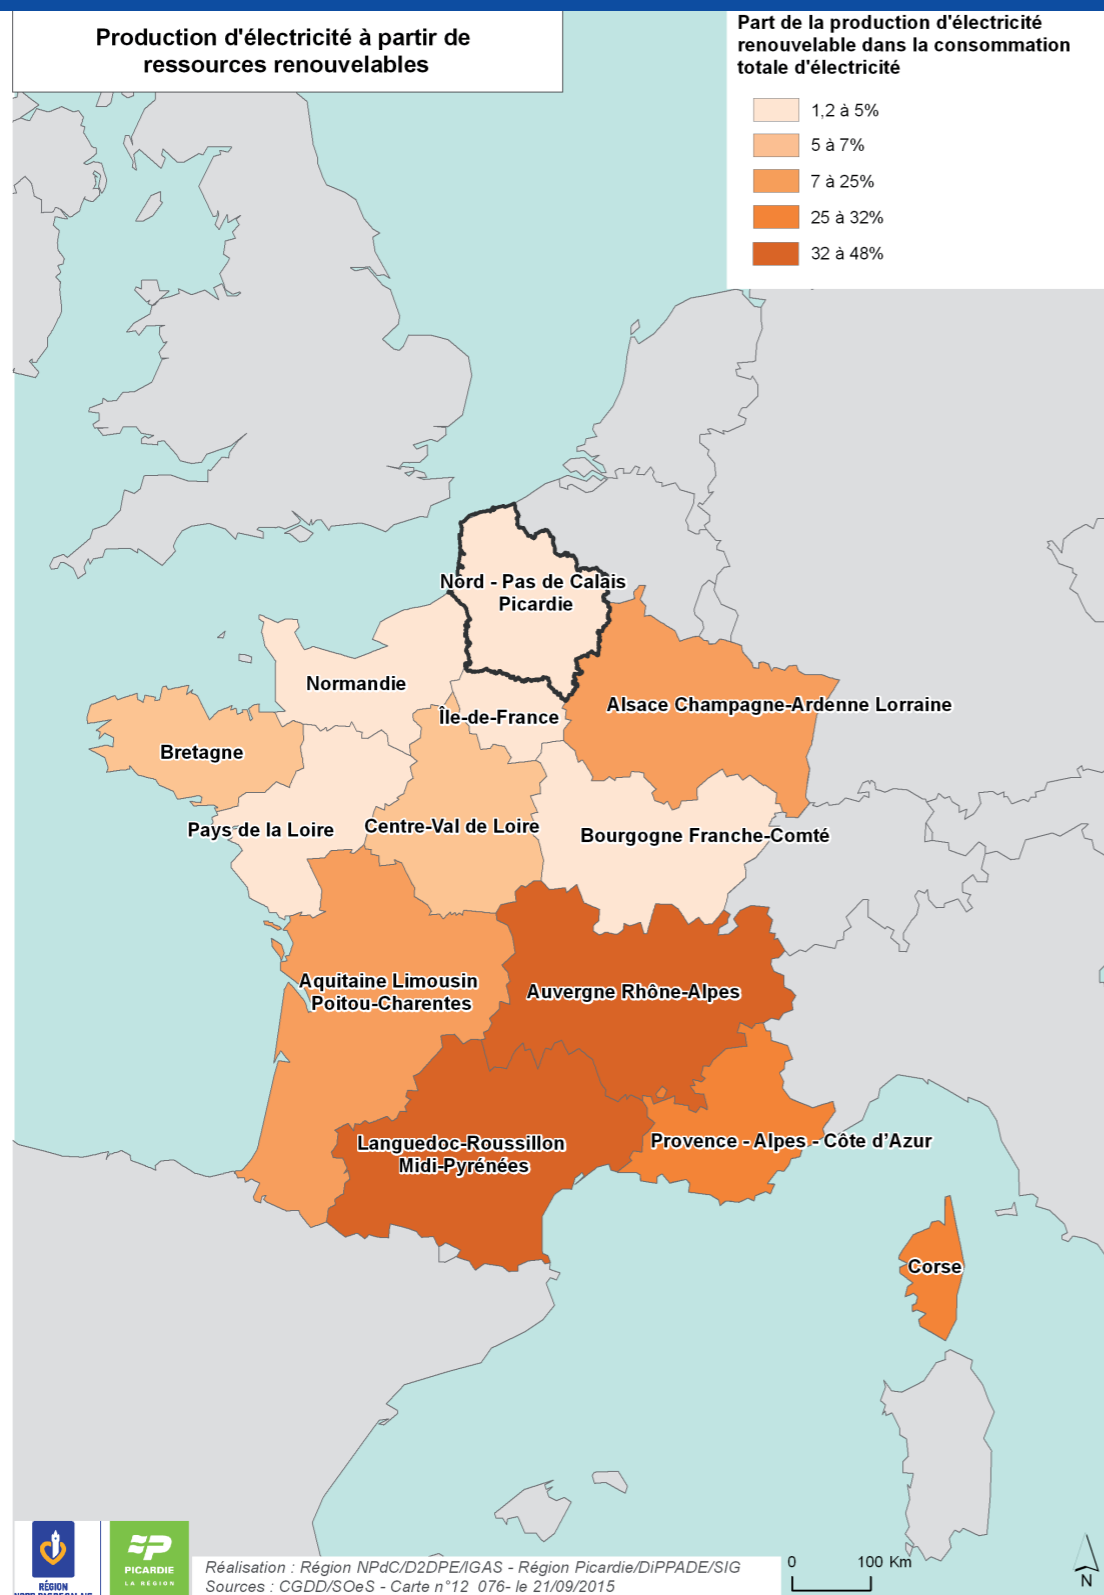 Production d'électricité à partir de
ressources renouvelables
Part de la production d'électricité
renouvelable dans la consommation
totale d'électricité
1,2 à 5%
5 à 7%
7 à 25%
25 à 32%
32 à 48%
Nord - Pas de Calais
Picardie
Normandie
Île-de-France
Alsace Champagne-Ardenne Lorraine
Bretagne
Pays de la Loire
Centre-Val de Loire
Bourgogne Franche-Comté
Aquitaine Limousin
Poitou-Charentes
Auvergne Rhône-Alpes
Languedoc-Roussillon
Midi-Pyrénées
Provence - Alpes - Côte d’Azur
Corse
RÉGION
PICARDIE
LA RÉGION
Réalisation : Région NPdC/D2DPE/IGAS - Région Picardie/DiPPADE/SIG
Sources : CGDD/SOeS - Carte n°12_076- le 21/09/2015
0 100 Km
N